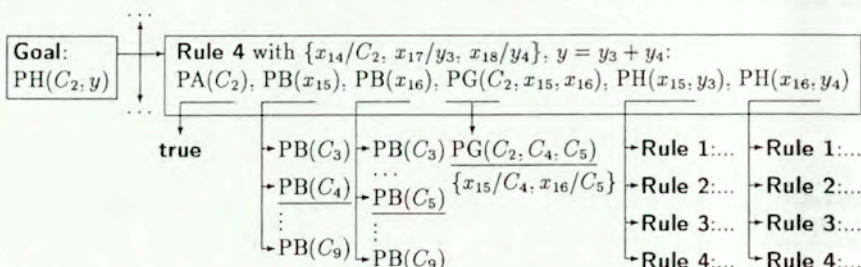 ...
Goal: Rule 4 with {x₁₄/C₂, x₁₇/y₃, x₁₈/y₄}, y = y₃ + y₄:
PH(C₂, y) PA(C₂), PB(x₁₅), PB(x₁₆), PG(C₂, x₁₅, x₁₆), PH(x₁₅, y₃), PH(x₁₆, y₄)
...
true PB(C₃) PB(C₃) PG(C₂, C₄, C₅) Rule 1:... Rule 1:...
PB(C₄) ... {x₁₅/C₄, x₁₆/C₅} Rule 2:... Rule 2:...
⋮ PB(C₅) Rule 3:... Rule 3:...
PB(C₉) ⋮ Rule 4:... Rule 4:...
PB(C₉)